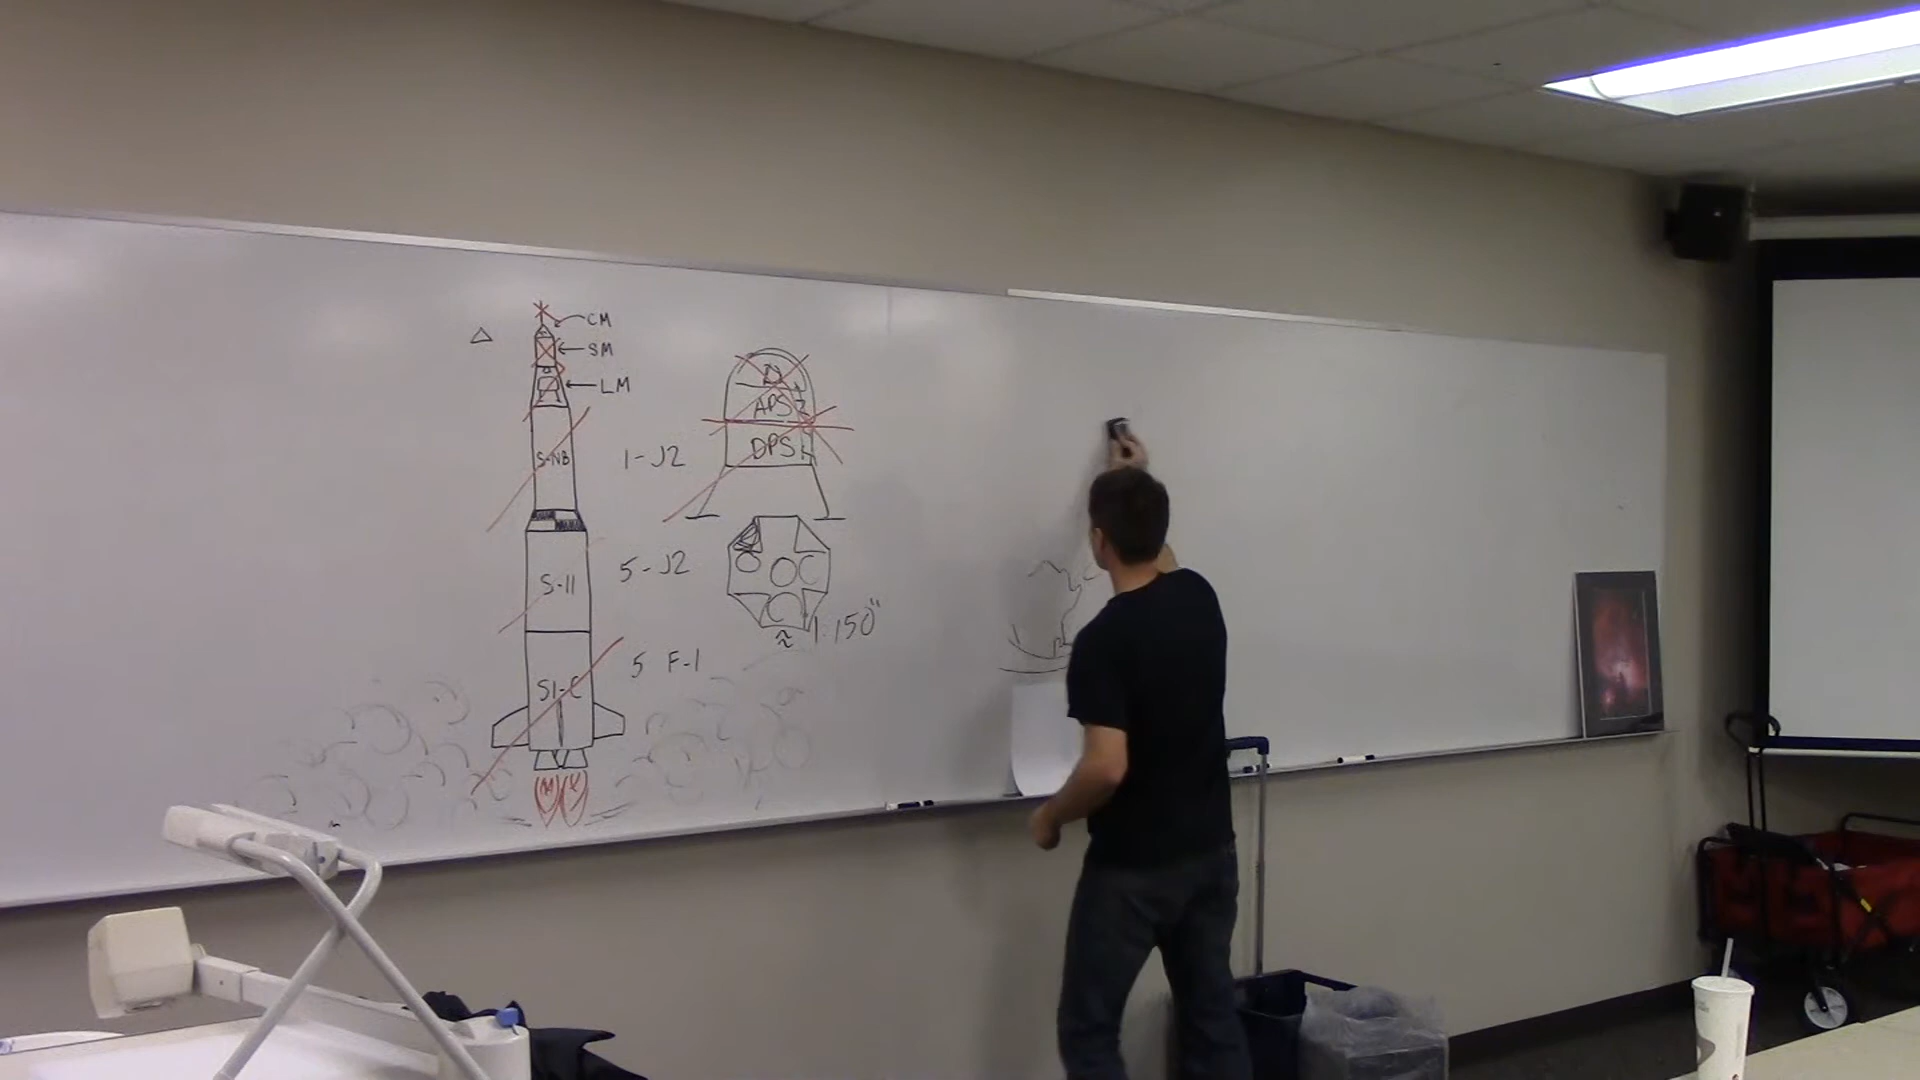 CM
SM
LM
S-IVB
1-J2
S-II
5-J2
S1-C
5 F-1
APS
DPS
≈ 1:150"